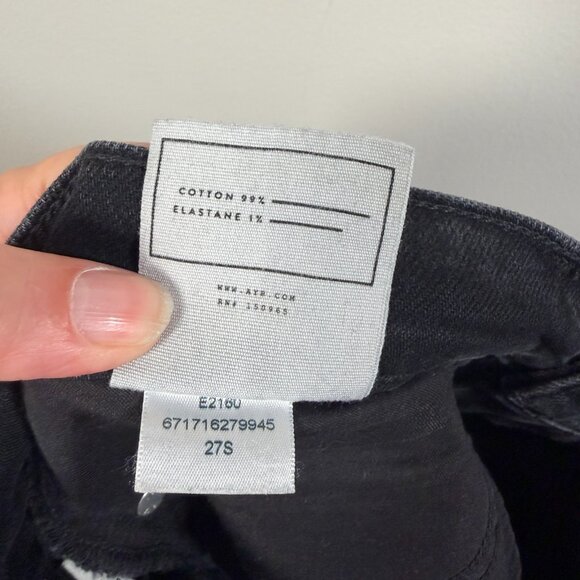 COTTON 99%
ELASTANE 1%
WWW.AYR.COM
RN# 150965
E2160
671716279945
27S